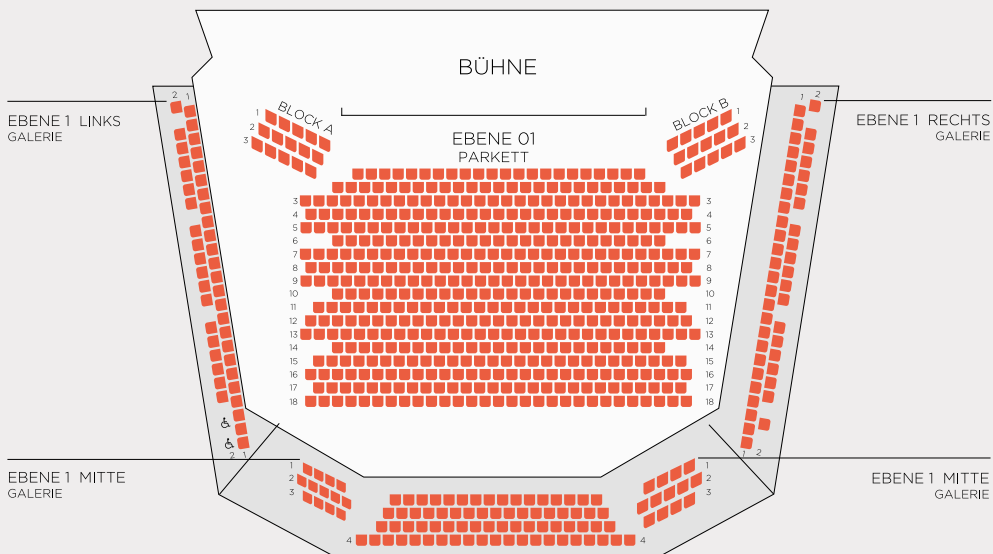 BÜHNE
2 1
1 2
BLOCK A
BLOCK B
1
2
3
1
2
3
EBENE 1 LINKS
GALERIE
EBENE 01
PARKETT
EBENE 1 RECHTS
GALERIE
3 3
4 4
5 5
6 6
7 7
8 8
9 9
10 10
11 11
12 12
13 13
14 14
15 15
16 16
17 17
18 18
2 1
1 2
EBENE 1 MITTE
GALERIE
1
2
3
1
2
3
EBENE 1 MITTE
GALERIE
4 4